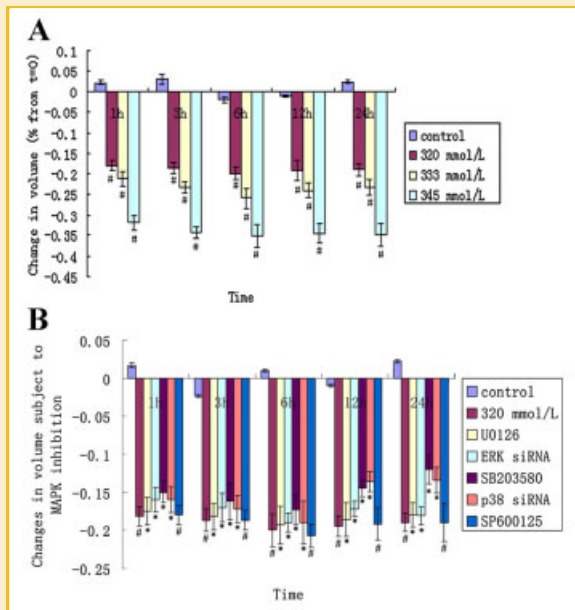 A
Change in volume (% from t=0)
0.1
0.05
0
-0.05
-0.1
-0.15
-0.2
-0.25
-0.3
-0.35
-0.4
-0.45
1h
3h
6h
12h
24h
# # #
# # #
# # #
# # #
# # #
Time
control
320 mmol/L
333 mmol/L
345 mmol/L
B
Changes in volume subject to
MAPK inhibition
0.05
0
-0.05
-0.1
-0.15
-0.2
-0.25
1h
3h
6h
12h
24h
# * * * * #
# * * * * #
# * * * * #
# * * * * #
# * * * * #
Time
control
320 mmol/L
U0126
ERK siRNA
SB203580
p38 siRNA
SP600125